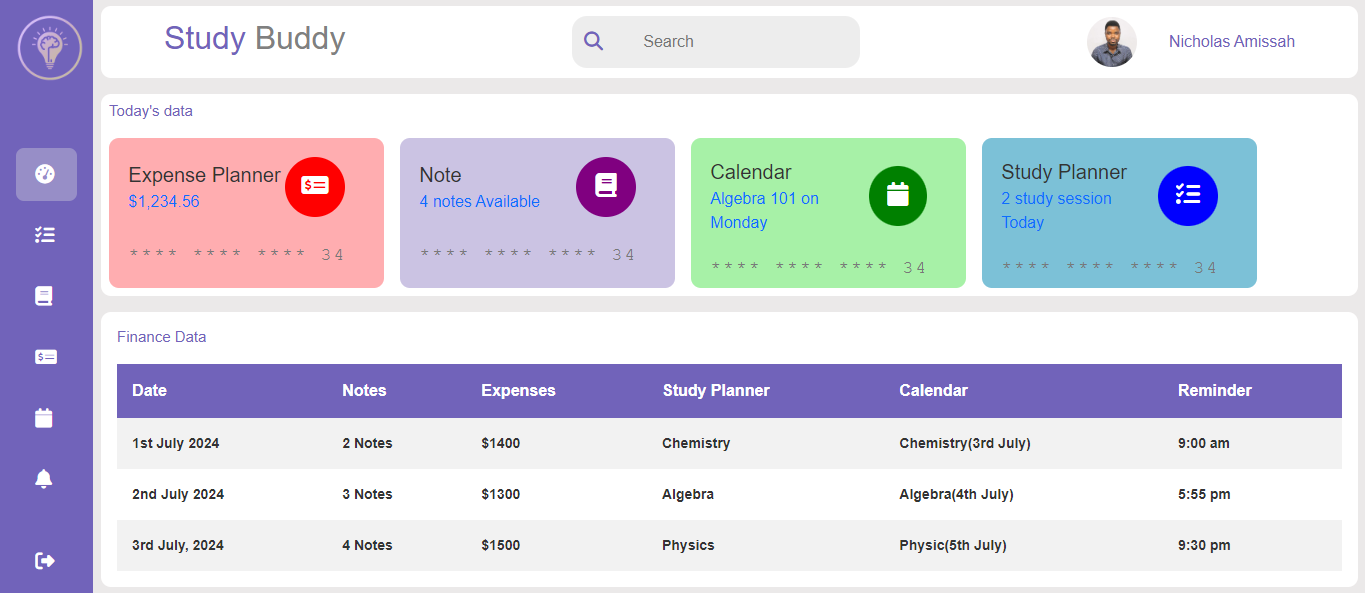 Study Buddy
Search
Nicholas Amissah
Today's data
Expense Planner
$1,234.56
**** **** **** 34
Note
4 notes Available
**** **** **** 34
Calendar
Algebra 101 on
Monday
**** **** **** 34
Study Planner
2 study session
Today
**** **** **** 34
Finance Data
Date Notes Expenses Study Planner Calendar Reminder
1st July 2024 2 Notes $1400 Chemistry Chemistry(3rd July) 9:00 am
2nd July 2024 3 Notes $1300 Algebra Algebra(4th July) 5:55 pm
3rd July, 2024 4 Notes $1500 Physics Physic(5th July) 9:30 pm